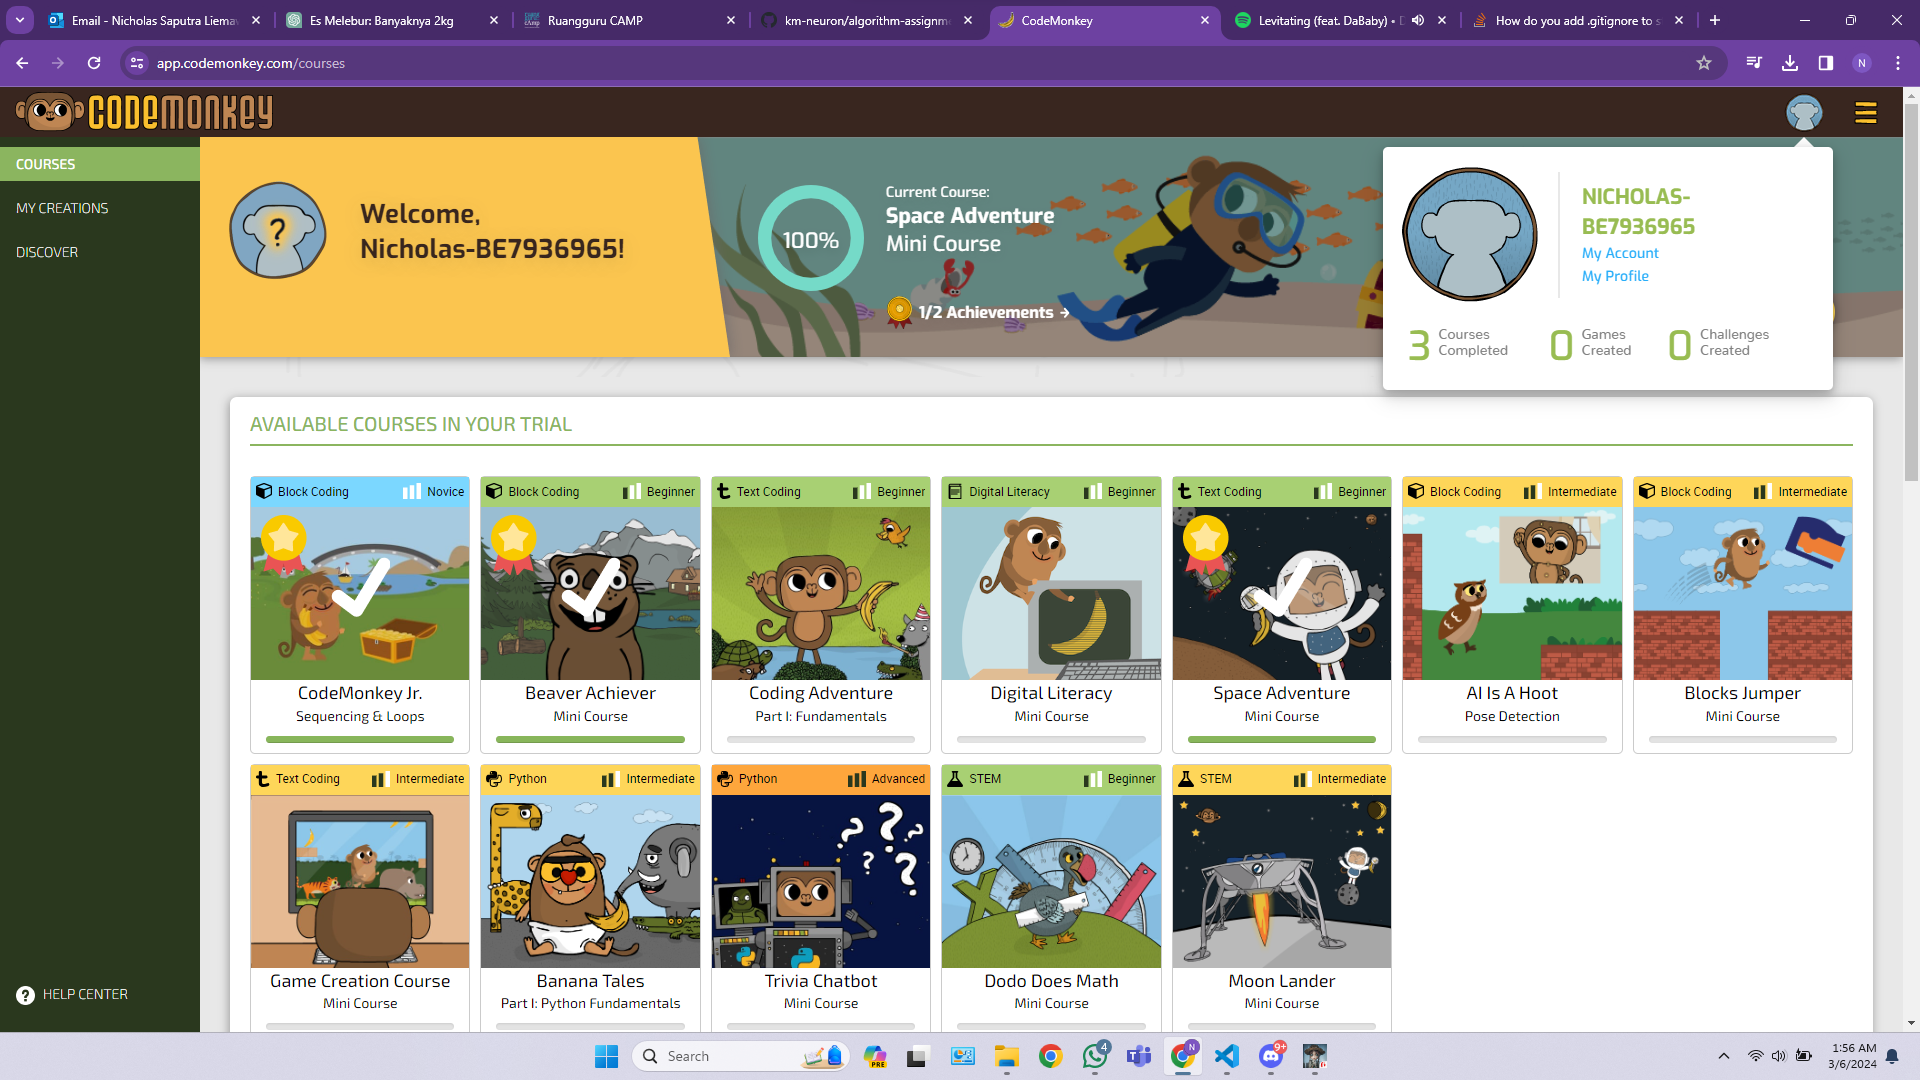 Email - Nicholas Saputra Liemav
Es Melebur: Banyaknya 2kg
Ruangguru CAMP
km-neuron/algorithm-assignme
CodeMonkey
Levitating (feat. DaBaby) •
How do you add .gitignore to s
app.codemonkey.com/courses
N
CODEMONKEY
COURSES
MY CREATIONS
DISCOVER
HELP CENTER
?
Welcome,
Nicholas-BE7936965!
100%
Current Course:
Space Adventure
Mini Course
1/2 Achievements →
NICHOLAS-
BE7936965
My Account
My Profile
3 Courses Completed
0 Games Created
0 Challenges Created
AVAILABLE COURSES IN YOUR TRIAL
Block Coding Novice
CodeMonkey Jr.
Sequencing & Loops
Block Coding Beginner
Beaver Achiever
Mini Course
Text Coding Beginner
Coding Adventure
Part I: Fundamentals
Digital Literacy Beginner
Digital Literacy
Mini Course
Text Coding Beginner
Space Adventure
Mini Course
Block Coding Intermediate
AI Is A Hoot
Pose Detection
Block Coding Intermediate
Blocks Jumper
Mini Course
Text Coding Intermediate
Game Creation Course
Mini Course
Python Intermediate
Banana Tales
Part I: Python Fundamentals
Python Advanced
Trivia Chatbot
Mini Course
STEM Beginner
Dodo Does Math
Mini Course
STEM Intermediate
Moon Lander
Mini Course
Search
PRE
4
N
9+
1:56 AM
3/6/2024